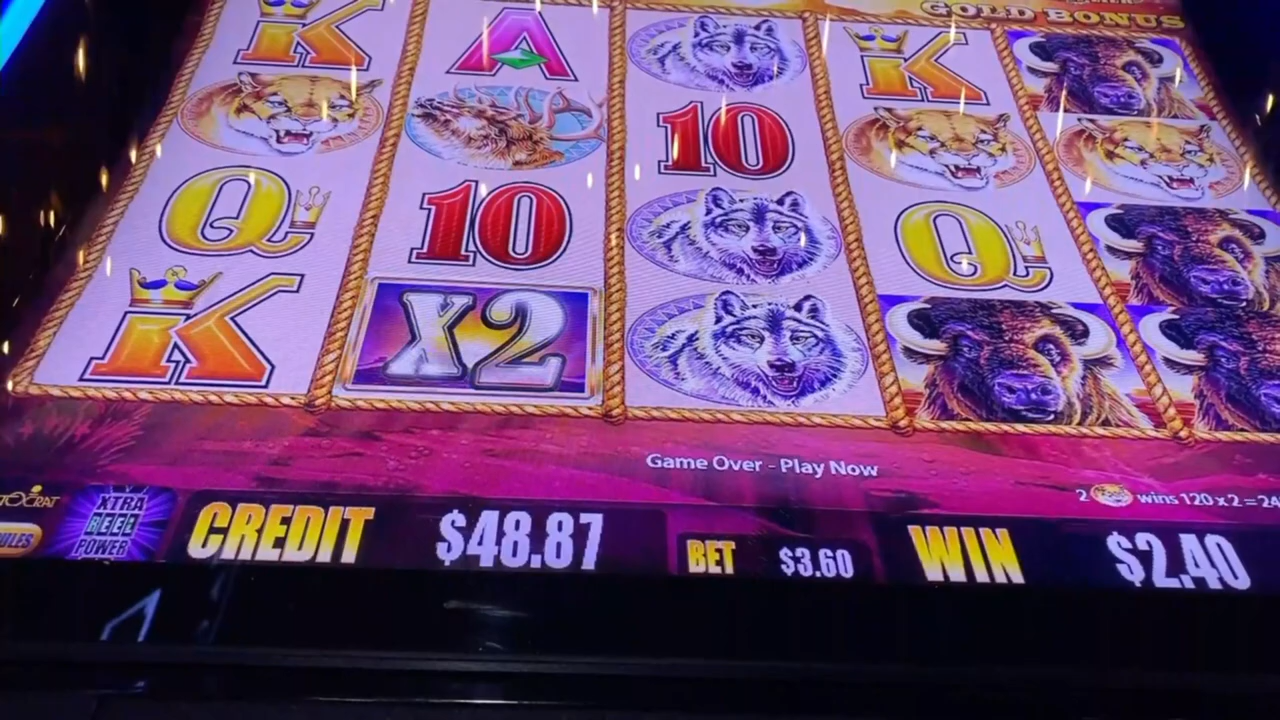 GOLD BONUS
K A K
10
Q 10 Q
K X2
Game Over - Play Now
2 wins 120 x 2 = 24
XTRA
REEL
POWER
CREDIT $48.87 BET $3.60 WIN $2.40